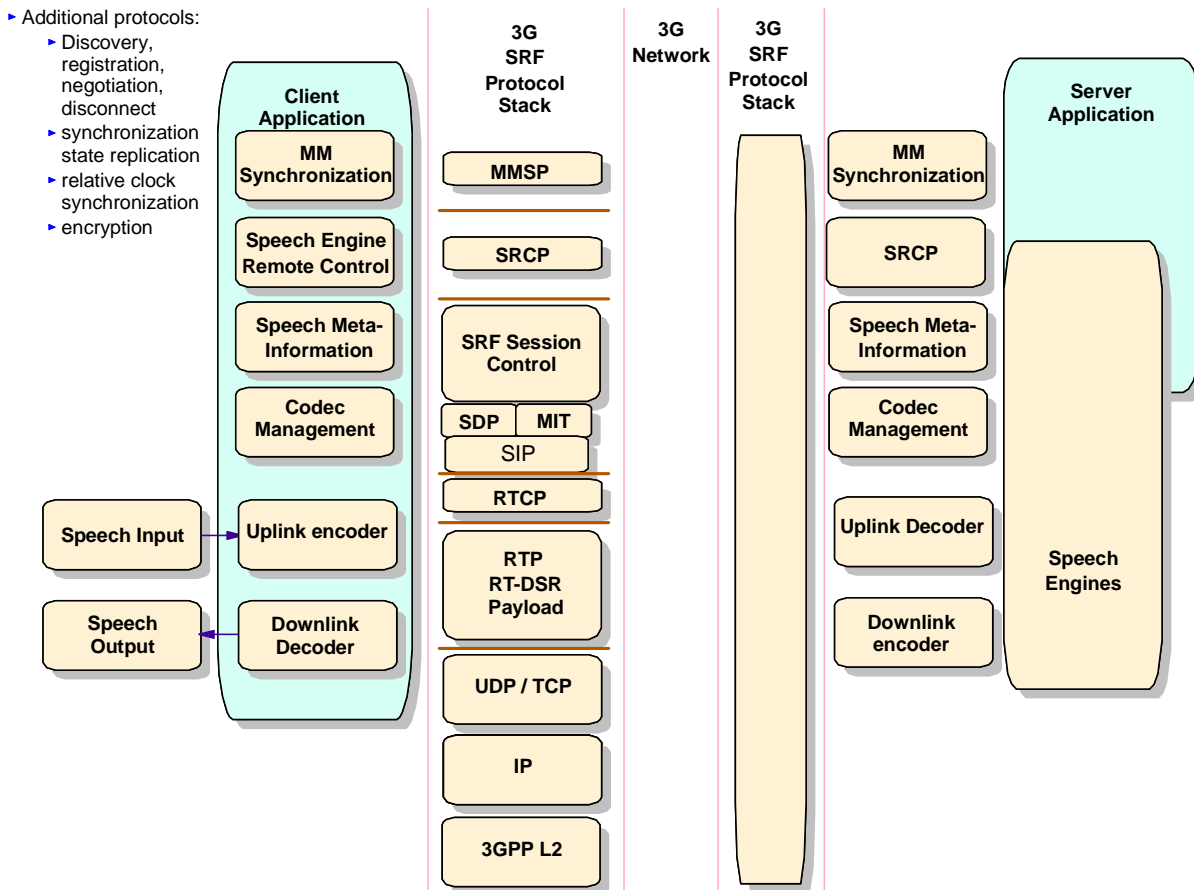 Additional protocols:
Discovery,
registration,
negotiation,
disconnect
synchronization
state replication
relative clock
synchronization
encryption
Client
Application
MM
Synchronization
Speech Engine
Remote Control
Speech Meta-
Information
Codec
Management
Speech Input
Uplink encoder
Speech
Output
Downlink
Decoder
3G
SRF
Protocol
Stack
MMSP
SRCP
SRF Session
Control
SDP
MIT
SIP
RTCP
RTP
RT-DSR
Payload
UDP / TCP
IP
3GPP L2
3G
Network
3G
SRF
Protocol
Stack
MM
Synchronization
SRCP
Speech Meta-
Information
Codec
Management
Uplink Decoder
Downlink
encoder
Server
Application
Speech
Engines